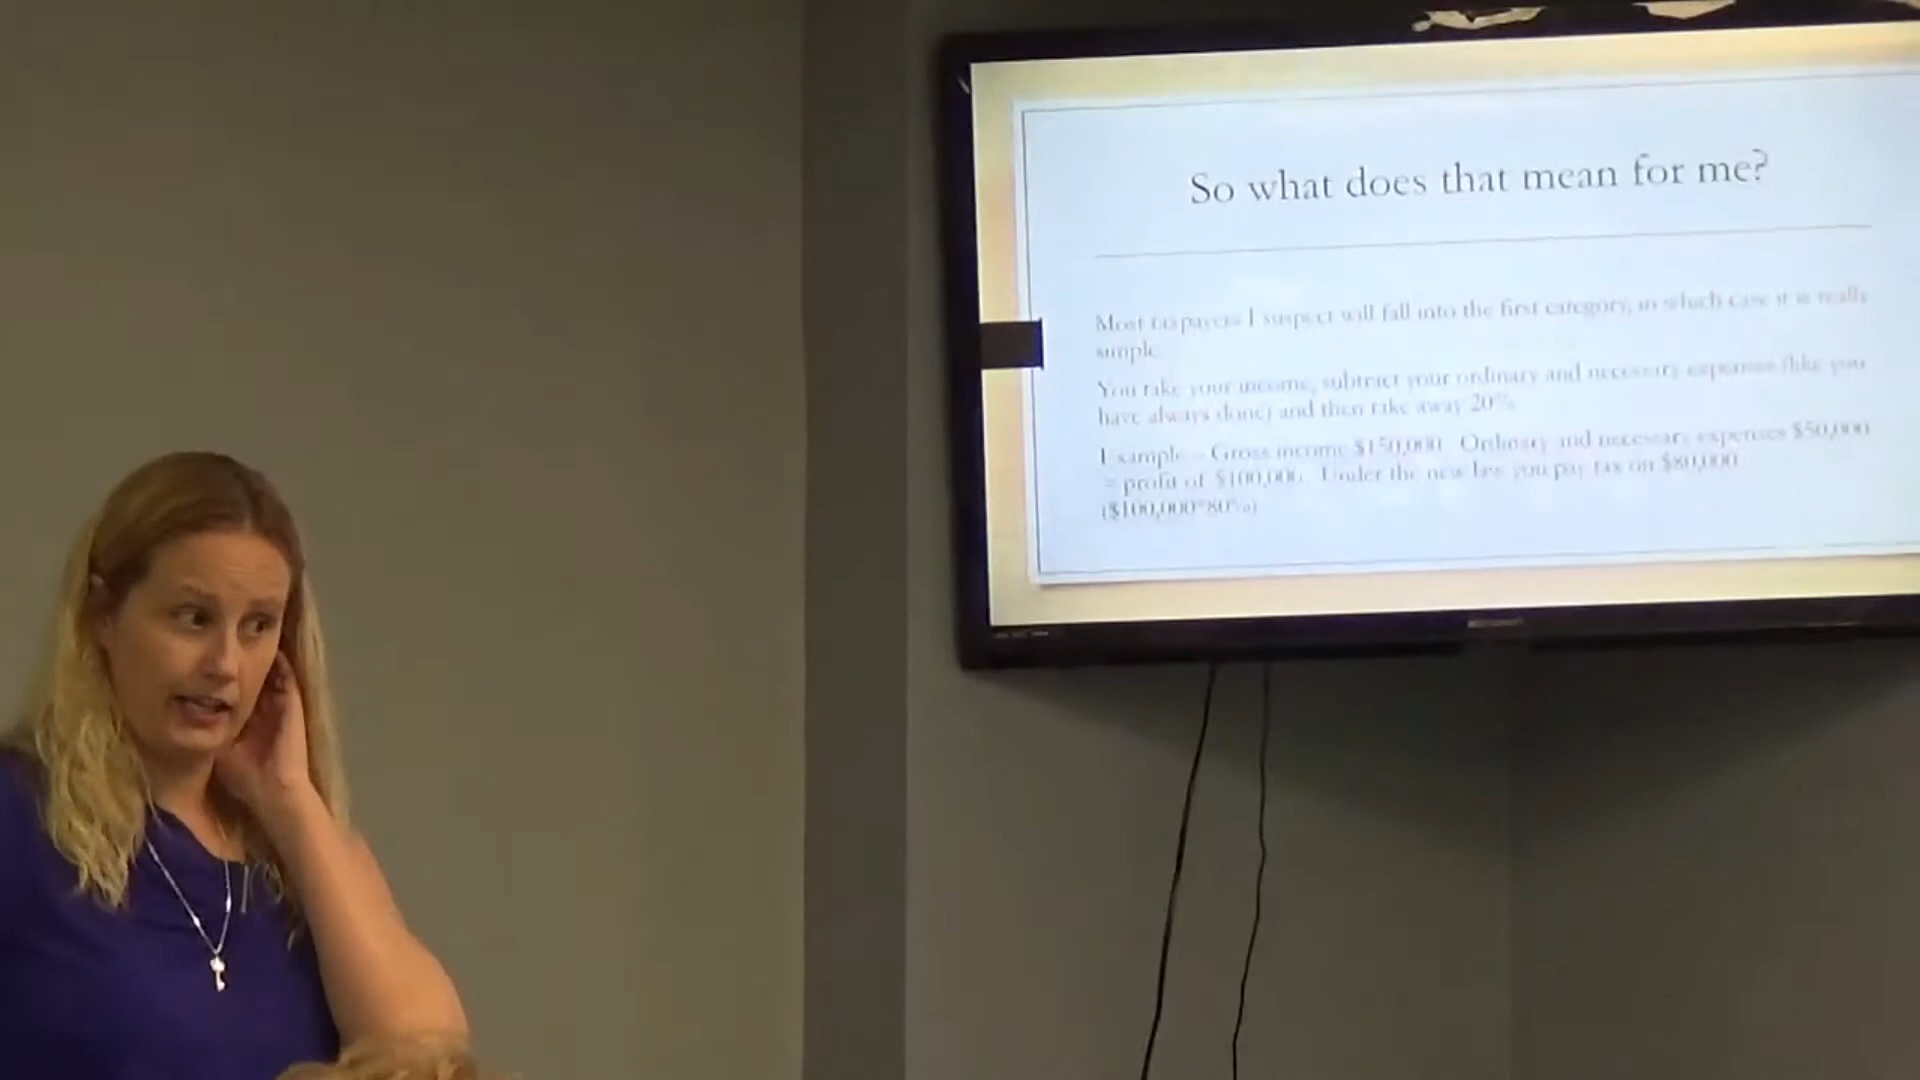 So what does that mean for me?
Most taxpayers I suspect will fall into the first category, in which case it is really
simple.
You take your income, subtract your ordinary and necessary expenses (like you
have always done) and then take away 20%.
Example – Gross income $150,000 Ordinary and necessary expenses $50,000
= profit of $100,000. Under the new law you pay tax on $80,000
($100,000*80%)